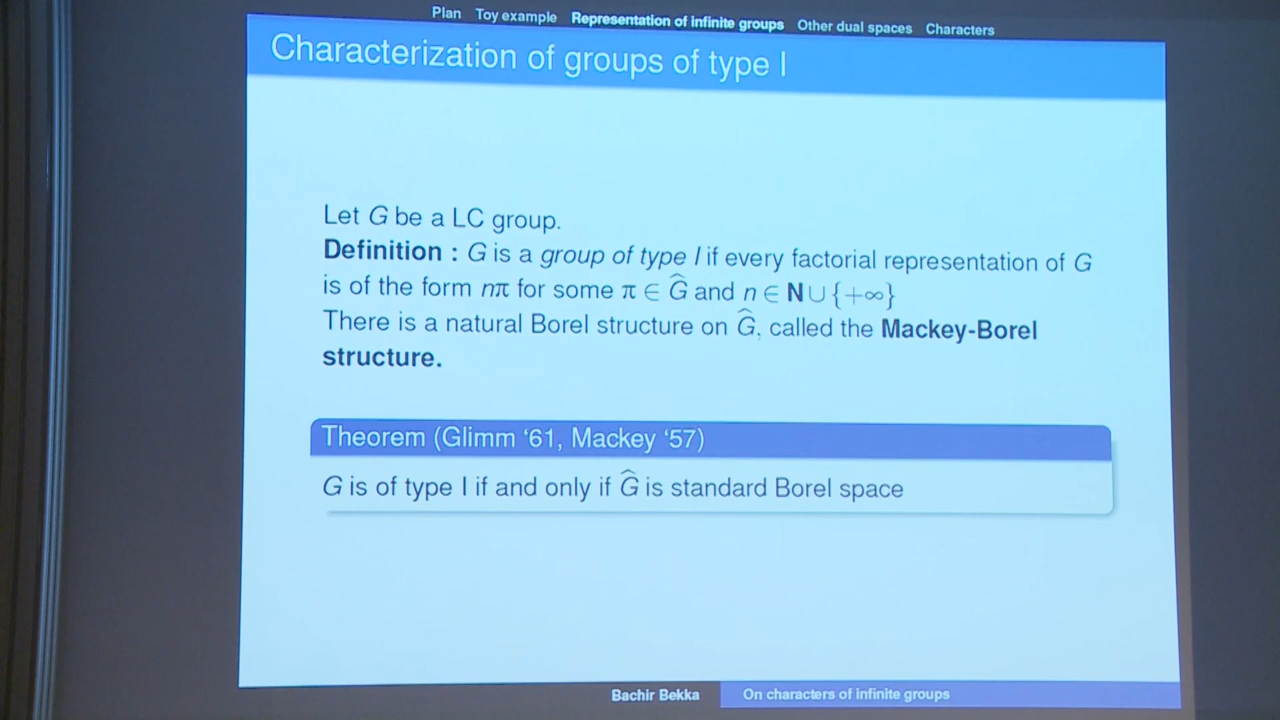 Plan Toy example Representation of infinite groups Other dual spaces Characters
Characterization of groups of type I
Let G be a LC group.
Definition : G is a group of type I if every factorial representation of G
is of the form nπ for some π ∈ Ĝ and n ∈ N ∪ {+∞}
There is a natural Borel structure on Ĝ, called the Mackey-Borel
structure.
Theorem (Glimm ‘61, Mackey ‘57)
G is of type I if and only if Ĝ is standard Borel space
Bachir Bekka On characters of infinite groups